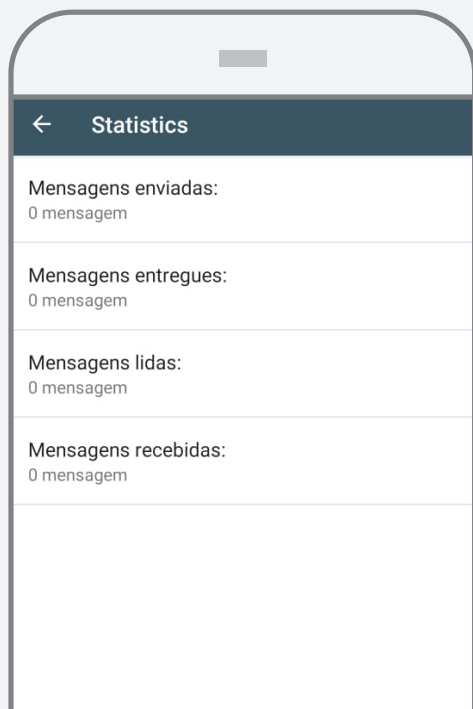 Statistics
Mensagens enviadas:
0 mensagem
Mensagens entregues:
0 mensagem
Mensagens lidas:
0 mensagem
Mensagens recebidas:
0 mensagem